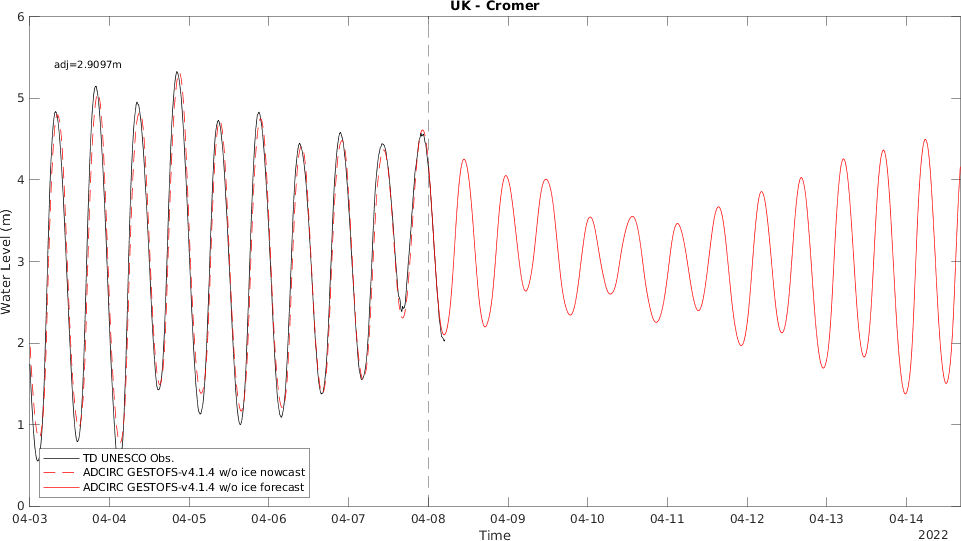 UK - Cromer
adj=2.9097m
Water Level (m)
6
5
4
3
2
1
0
TD UNESCO Obs.
ADCIRC GESTOFS-v4.1.4 w/o ice nowcast
ADCIRC GESTOFS-v4.1.4 w/o ice forecast
04-03 04-04 04-05 04-06 04-07 04-08 04-09 04-10 04-11 04-12 04-13 04-14
Time
2022